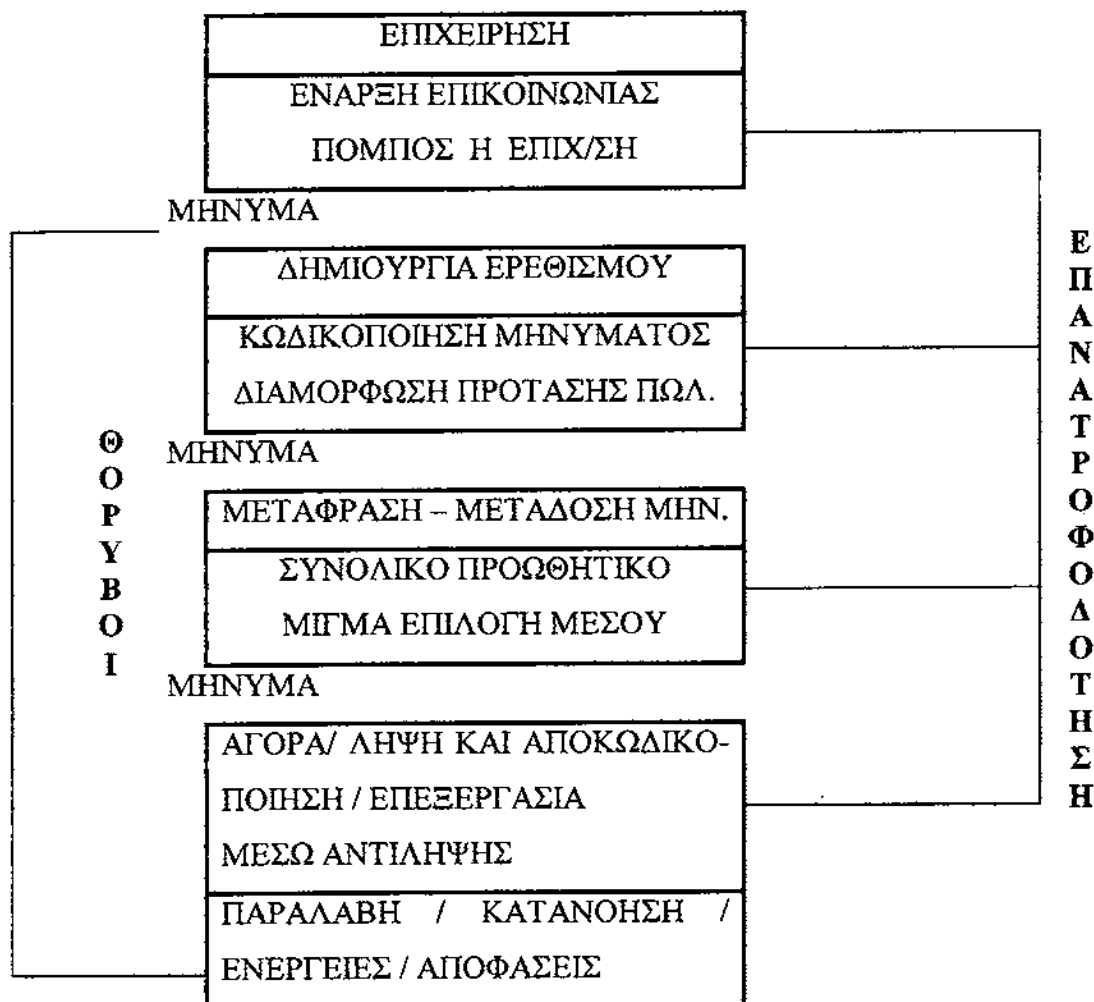 ΕΠΙΧΕΙΡΗΣΗ
ΕΝΑΡΞΗ ΕΠΙΚΟΙΝΩΝΙΑΣ
ΠΟΜΠΟΣ Η ΕΠΙΧ/ΣΗ
ΜΗΝΥΜΑ
ΔΗΜΙΟΥΡΓΙΑ ΕΡΕΘΙΣΜΟΥ
ΚΩΔΙΚΟΠΟΙΗΣΗ ΜΗΝΥΜΑΤΟΣ
ΔΙΑΜΟΡΦΩΣΗ ΠΡΟΤΑΣΗΣ ΠΩΛ.
ΜΗΝΥΜΑ
ΜΕΤΑΦΡΑΣΗ – ΜΕΤΑΔΟΣΗ ΜΗΝ.
ΣΥΝΟΛΙΚΟ ΠΡΟΩΘΗΤΙΚΟ
ΜΙΓΜΑ ΕΠΙΛΟΓΗ ΜΕΣΟΥ
ΜΗΝΥΜΑ
ΑΓΟΡΑ/ ΛΗΨΗ ΚΑΙ ΑΠΟΚΩΔΙΚΟ-
ΠΟΙΗΣΗ / ΕΠΕΞΕΡΓΑΣΙΑ
ΜΕΣΩ ΑΝΤΙΛΗΨΗΣ
ΠΑΡΑΛΑΒΗ / ΚΑΤΑΝΟΗΣΗ /
ΕΝΕΡΓΕΙΕΣ / ΑΠΟΦΑΣΕΙΣ
ΘΟΡΥΒΟΙ
ΕΠΑΝΑΤΡΟΦΟΔΟΤΗΣΗ